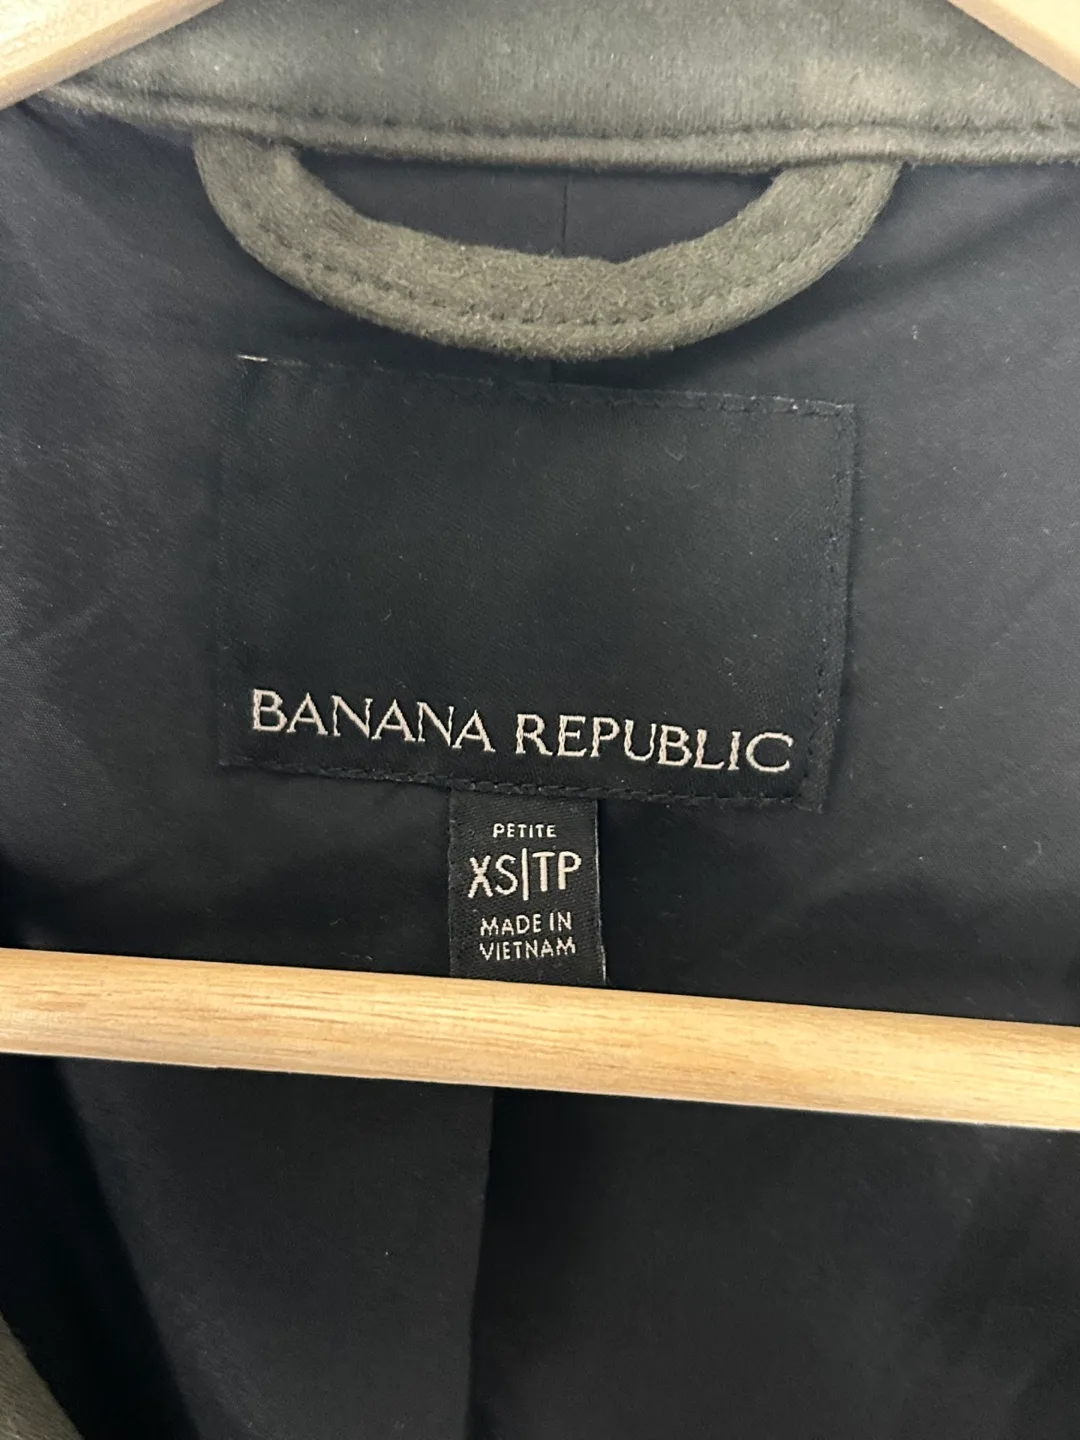 BANANA REPUBLIC
PETITE
XS|TP
MADE IN
VIETNAM